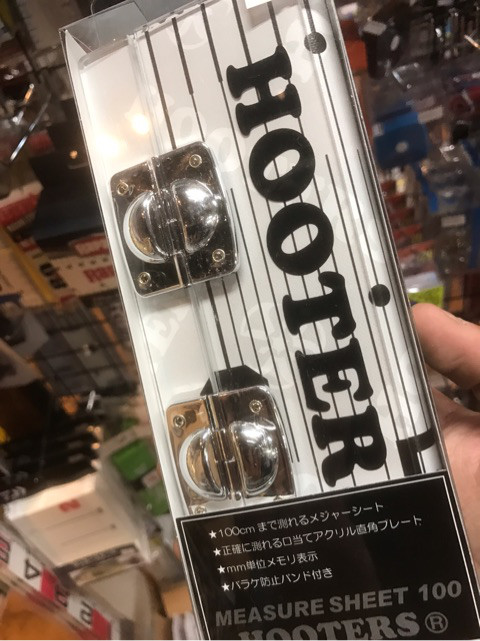 HOOTER
★100cmまで測れるメジャーシート
★正確に測れる口当てアクリル直角プレート
★mm単位メモリ表示
★バラケ防止バンド付き
MEASURE SHEET 100
HOOTERS®